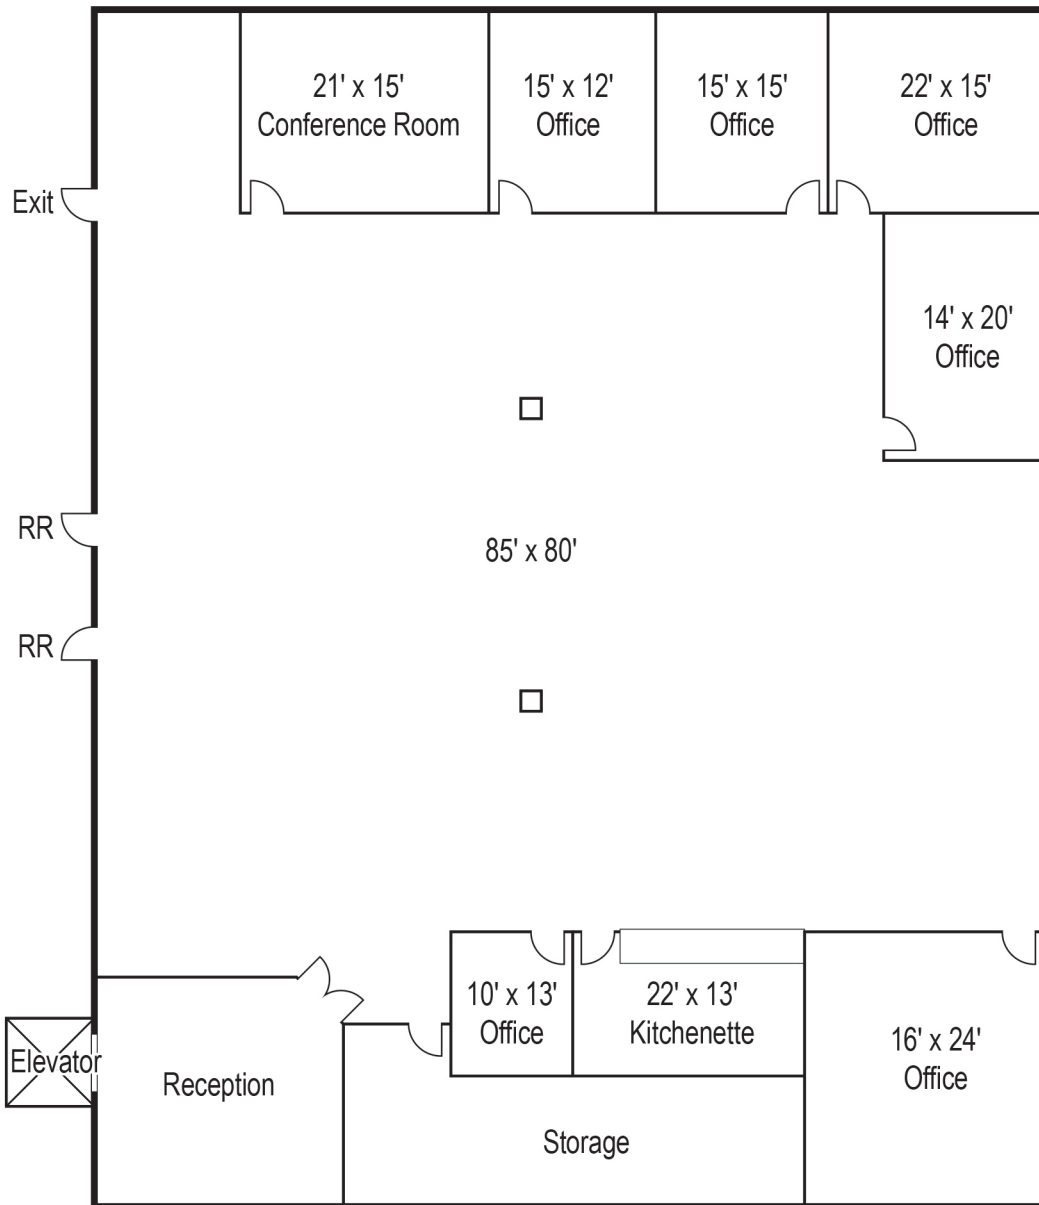 21' x 15'
Conference Room
15' x 12'
Office
15' x 15'
Office
22' x 15'
Office
Exit
14' x 20'
Office
RR
85' x 80'
RR
10' x 13'
Office
22' x 13'
Kitchenette
16' x 24'
Office
Elevator
Reception
Storage